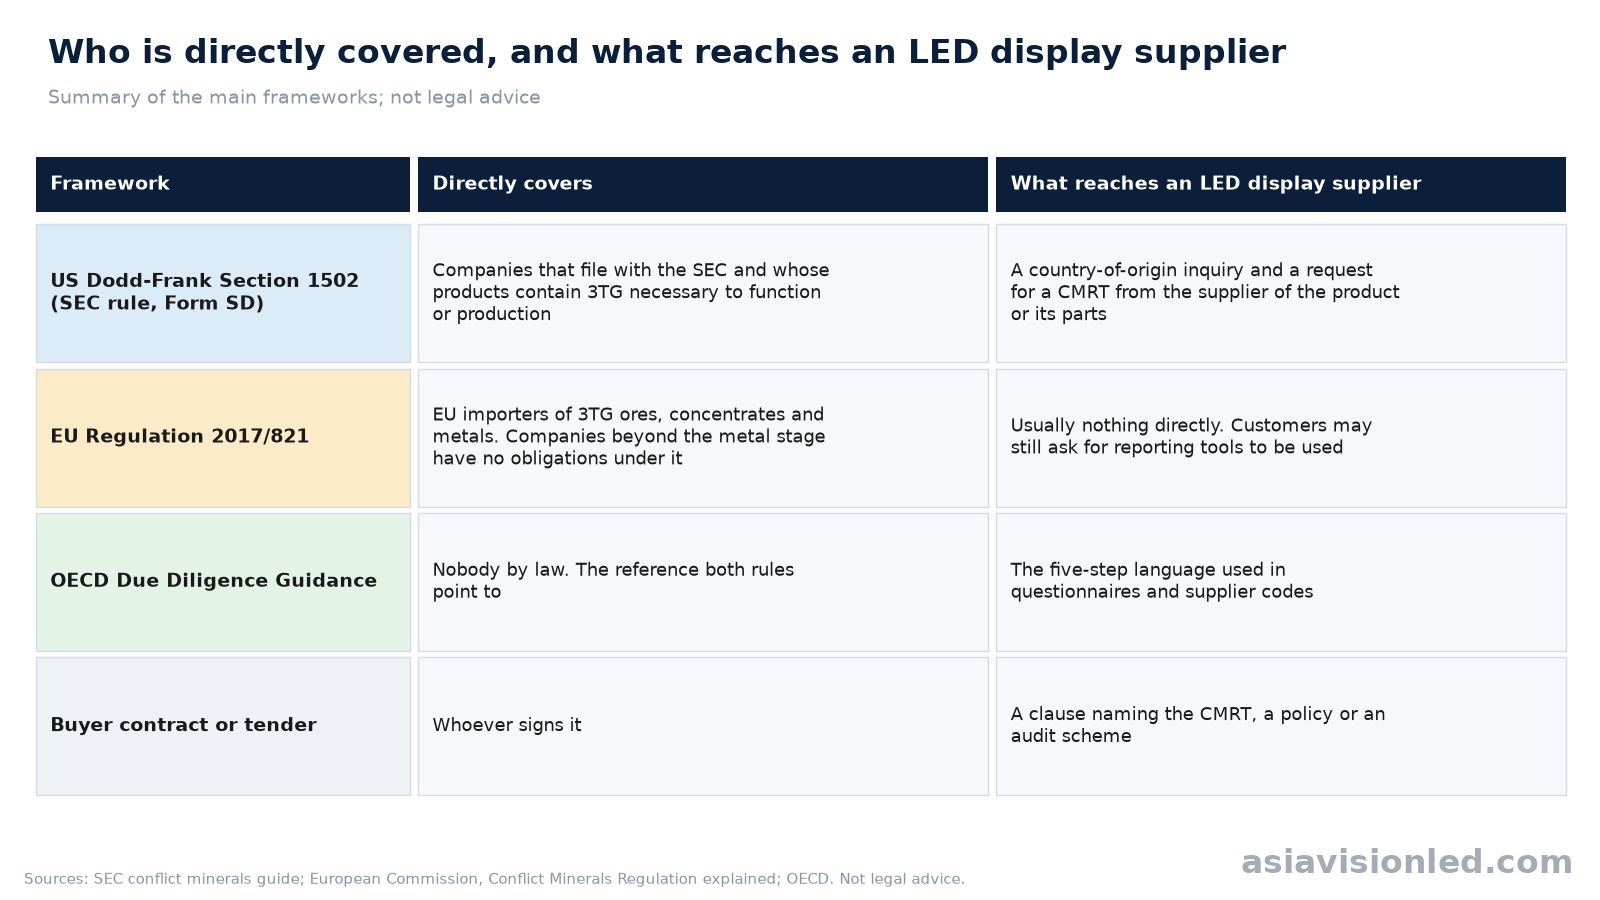 Who is directly covered, and what reaches an LED display supplier
Summary of the main frameworks; not legal advice
Framework
Directly covers
What reaches an LED display supplier
US Dodd-Frank Section 1502
(SEC rule, Form SD)
Companies that file with the SEC and whose
products contain 3TG necessary to function
or production
A country-of-origin inquiry and a request
for a CMRT from the supplier of the product
or its parts
EU Regulation 2017/821
EU importers of 3TG ores, concentrates and
metals. Companies beyond the metal stage
have no obligations under it
Usually nothing directly. Customers may
still ask for reporting tools to be used
OECD Due Diligence Guidance
Nobody by law. The reference both rules
point to
The five-step language used in
questionnaires and supplier codes
Buyer contract or tender
Whoever signs it
A clause naming the CMRT, a policy or an
audit scheme
Sources: SEC conflict minerals guide; European Commission, Conflict Minerals Regulation explained; OECD. Not legal advice.
asiavisionled.com